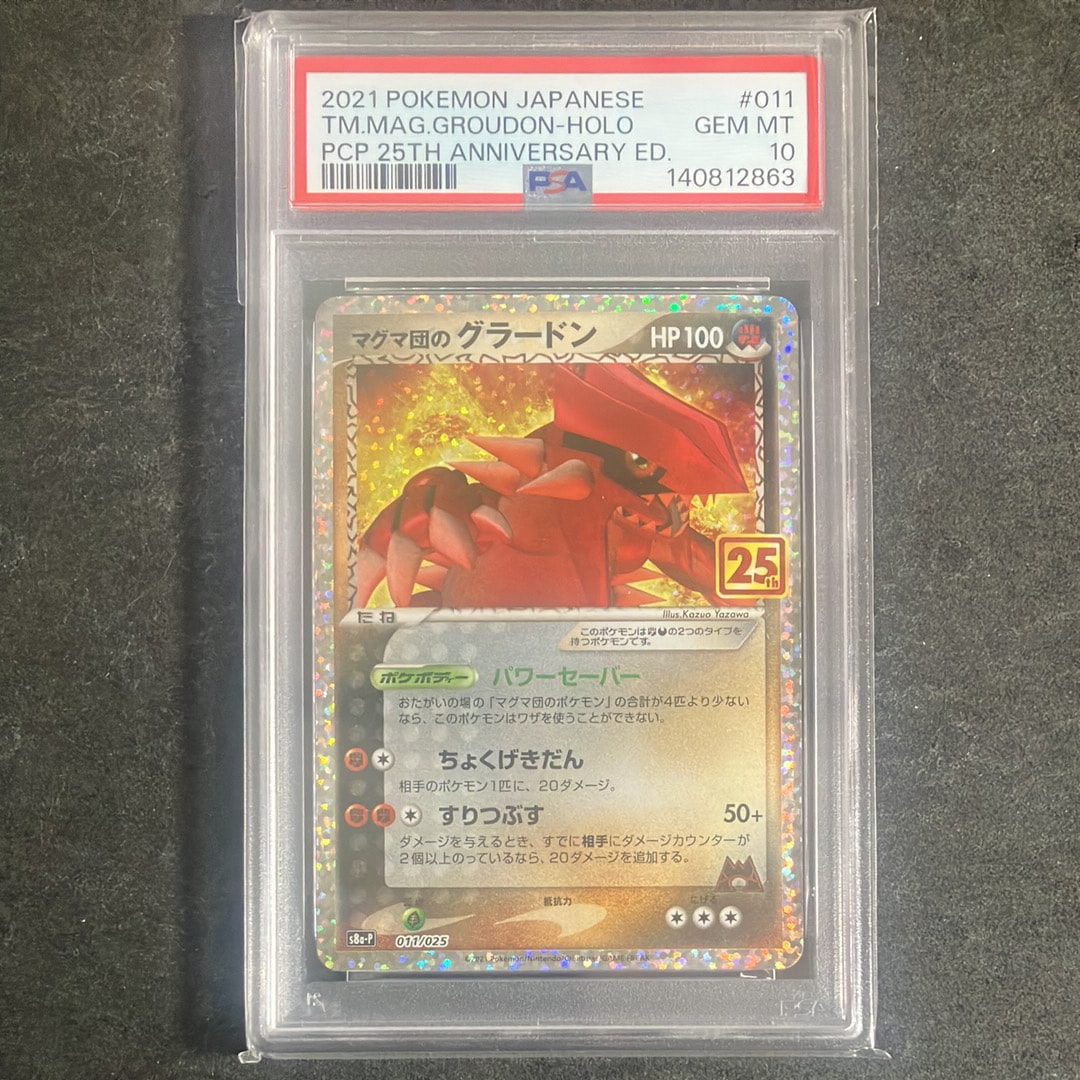 2021 POKEMON JAPANESE #011
TM.MAG.GROUDON-HOLO GEM MT
PCP 25TH ANNIVERSARY ED. 10
PSA 140812863
マグマ団の グラードン HP100
25th
たね
Illus.Kazuo Yazawa
このポケモンは闘悪の2つのタイプを
持つポケモンです。
ポケボディー パワーセーバー
おたがいの場の「マグマ団のポケモン」の合計が4匹より少ない
なら、このポケモンはワザを使うことができない。
ちょくげきだん
相手のポケモン1匹に、20ダメージ。
すりつぶす 50+
ダメージを与えるとき、すでに相手にダメージカウンターが
2個以上のっているなら、20ダメージを追加する。
抵抗力 にげる
s8a-P 011/025